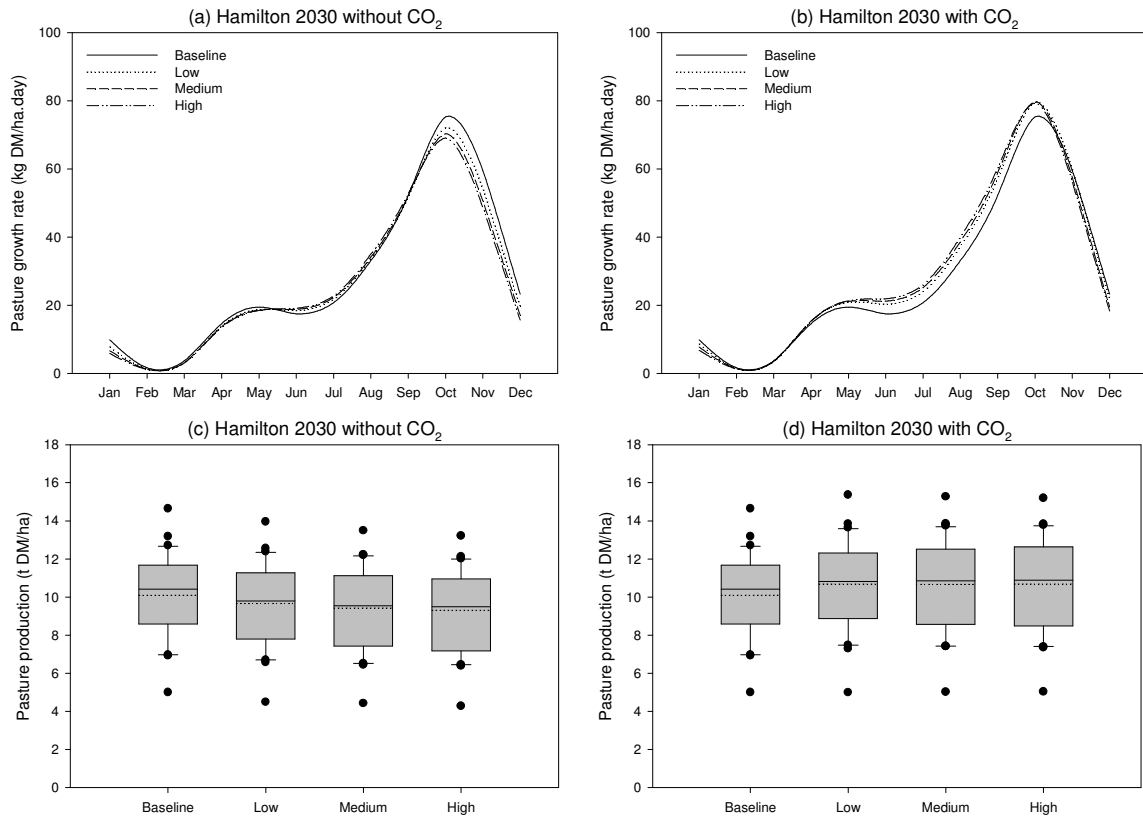 (a) Hamilton 2030 without CO₂
Pasture growth rate (kg DM/ha.day)
100
80
60
40
20
0
Baseline
Low
Medium
High
Jan Feb Mar Apr May Jun Jul Aug Sep Oct Nov Dec
(b) Hamilton 2030 with CO₂
Pasture growth rate (kg DM/ha.day)
100
80
60
40
20
0
Baseline
Low
Medium
High
Jan Feb Mar Apr May Jun Jul Aug Sep Oct Nov Dec
(c) Hamilton 2030 without CO₂
Pasture production (t DM/ha)
18
16
14
12
10
8
6
4
2
0
Baseline Low Medium High
(d) Hamilton 2030 with CO₂
Pasture production (t DM/ha)
18
16
14
12
10
8
6
4
2
0
Baseline Low Medium High